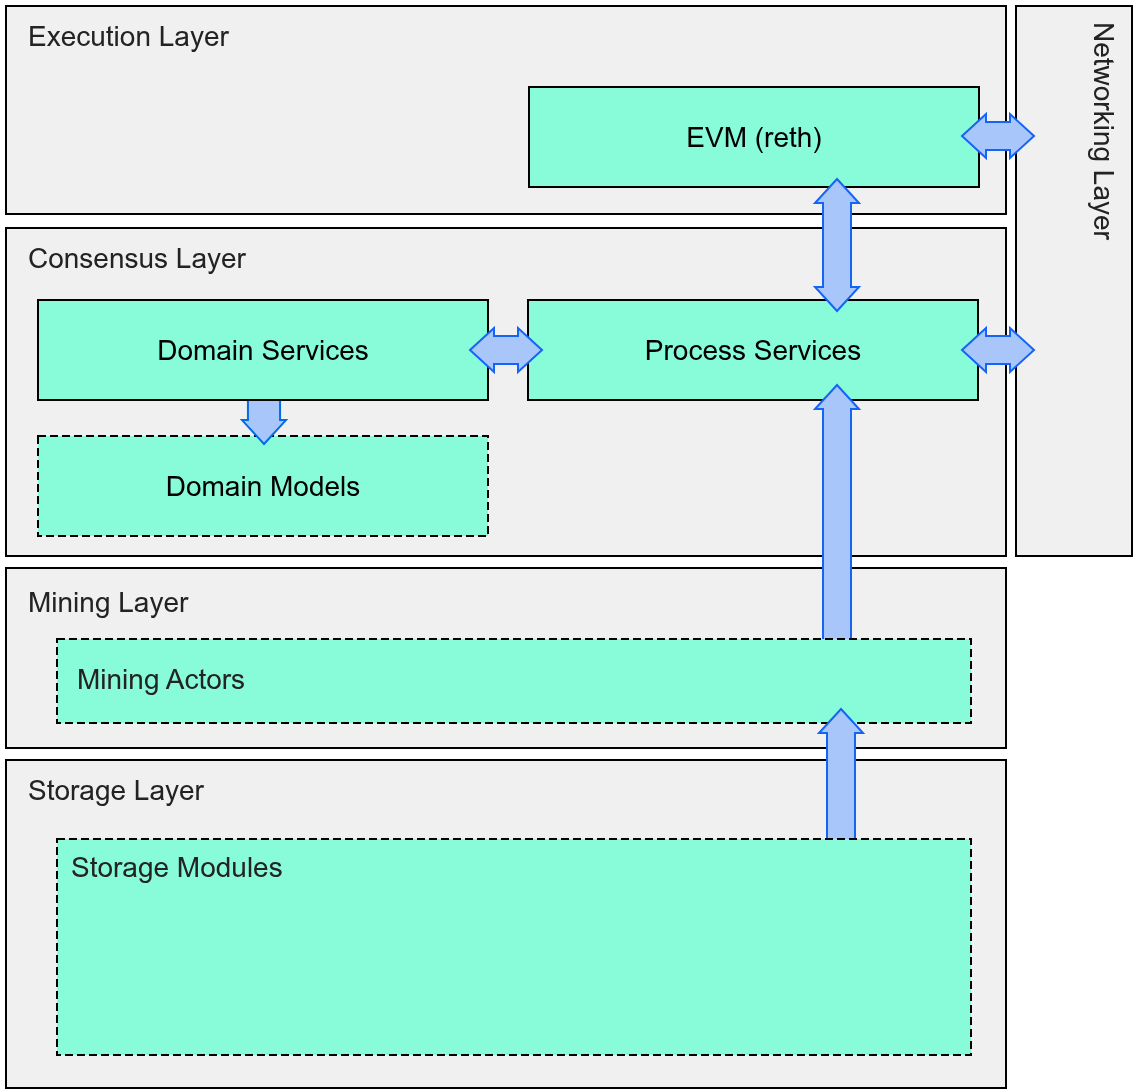 Execution Layer
EVM (reth)
Networking Layer
Consensus Layer
Domain Services
Process Services
Domain Models
Mining Layer
Mining Actors
Storage Layer
Storage Modules